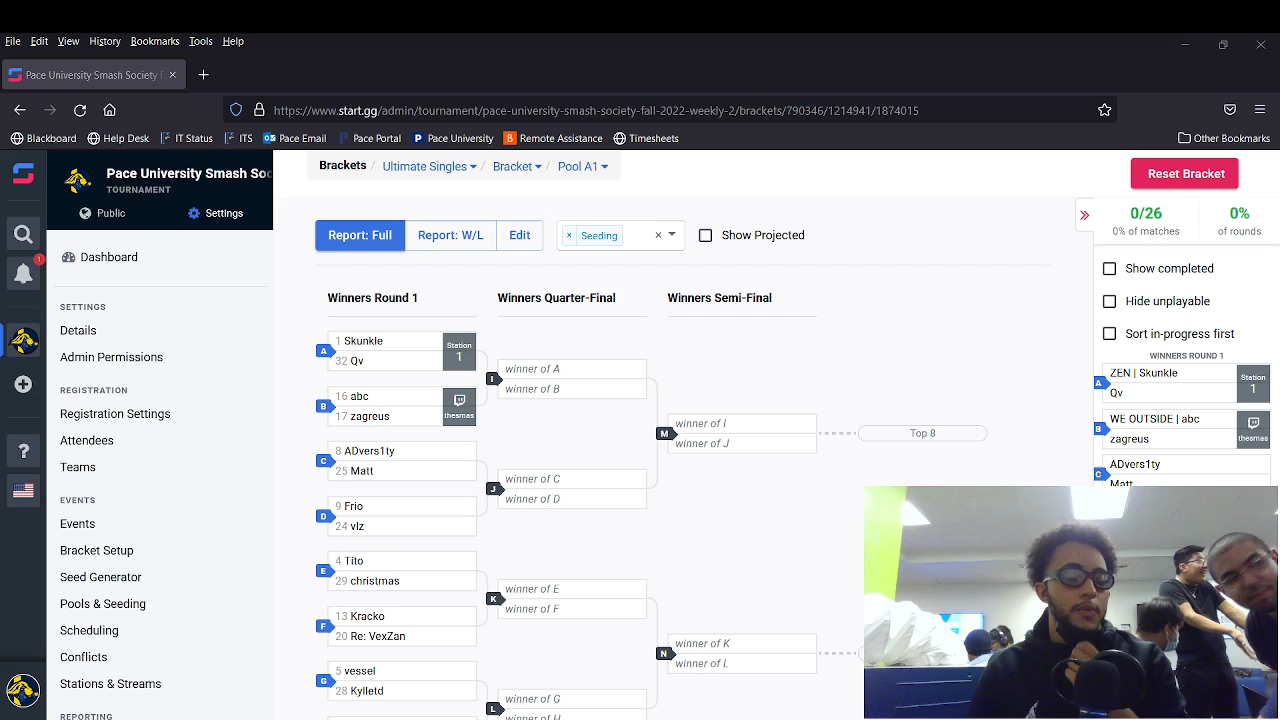 File Edit View History Bookmarks Tools Help
Pace University Smash Society F
https://www.start.gg/admin/tournament/pace-university-smash-society-fall-2022-weekly-2/brackets/790346/1214941/1874015
Blackboard Help Desk IT Status ITS Pace Email Pace Portal Pace University Remote Assistance Timesheets Other Bookmarks
Pace University Smash Soc
TOURNAMENT
Public Settings
Dashboard
SETTINGS
Details
Admin Permissions
REGISTRATION
Registration Settings
Attendees
Teams
EVENTS
Events
Bracket Setup
Seed Generator
Pools & Seeding
Scheduling
Conflicts
Stations & Streams
REPORTING
1
?
Brackets / Ultimate Singles / Bracket / Pool A1
Reset Bracket
Report: Full Report: W/L Edit × Seeding × Show Projected
Winners Round 1 Winners Quarter-Final Winners Semi-Final
A
1 Skunkle
32 Qv
Station
1
B
16 abc
17 zagreus
thesmas
C
8 ADvers1ty
25 Matt
D
9 Frio
24 vlz
E
4 Tito
29 christmas
F
13 Kracko
20 Re: VexZan
G
5 vessel
28 Kylletd
I
winner of A
winner of B
J
winner of C
winner of D
K
winner of E
winner of F
L
winner of G
winner of H
M
winner of I
winner of J
Top 8
N
winner of K
winner of L
0/26 0%
0% of matches of rounds
Show completed
Hide unplayable
Sort in-progress first
WINNERS ROUND 1
A
ZEN | Skunkle
Qv
Station
1
B
WE OUTSIDE | abc
zagreus
thesmas
C
ADvers1ty
Matt